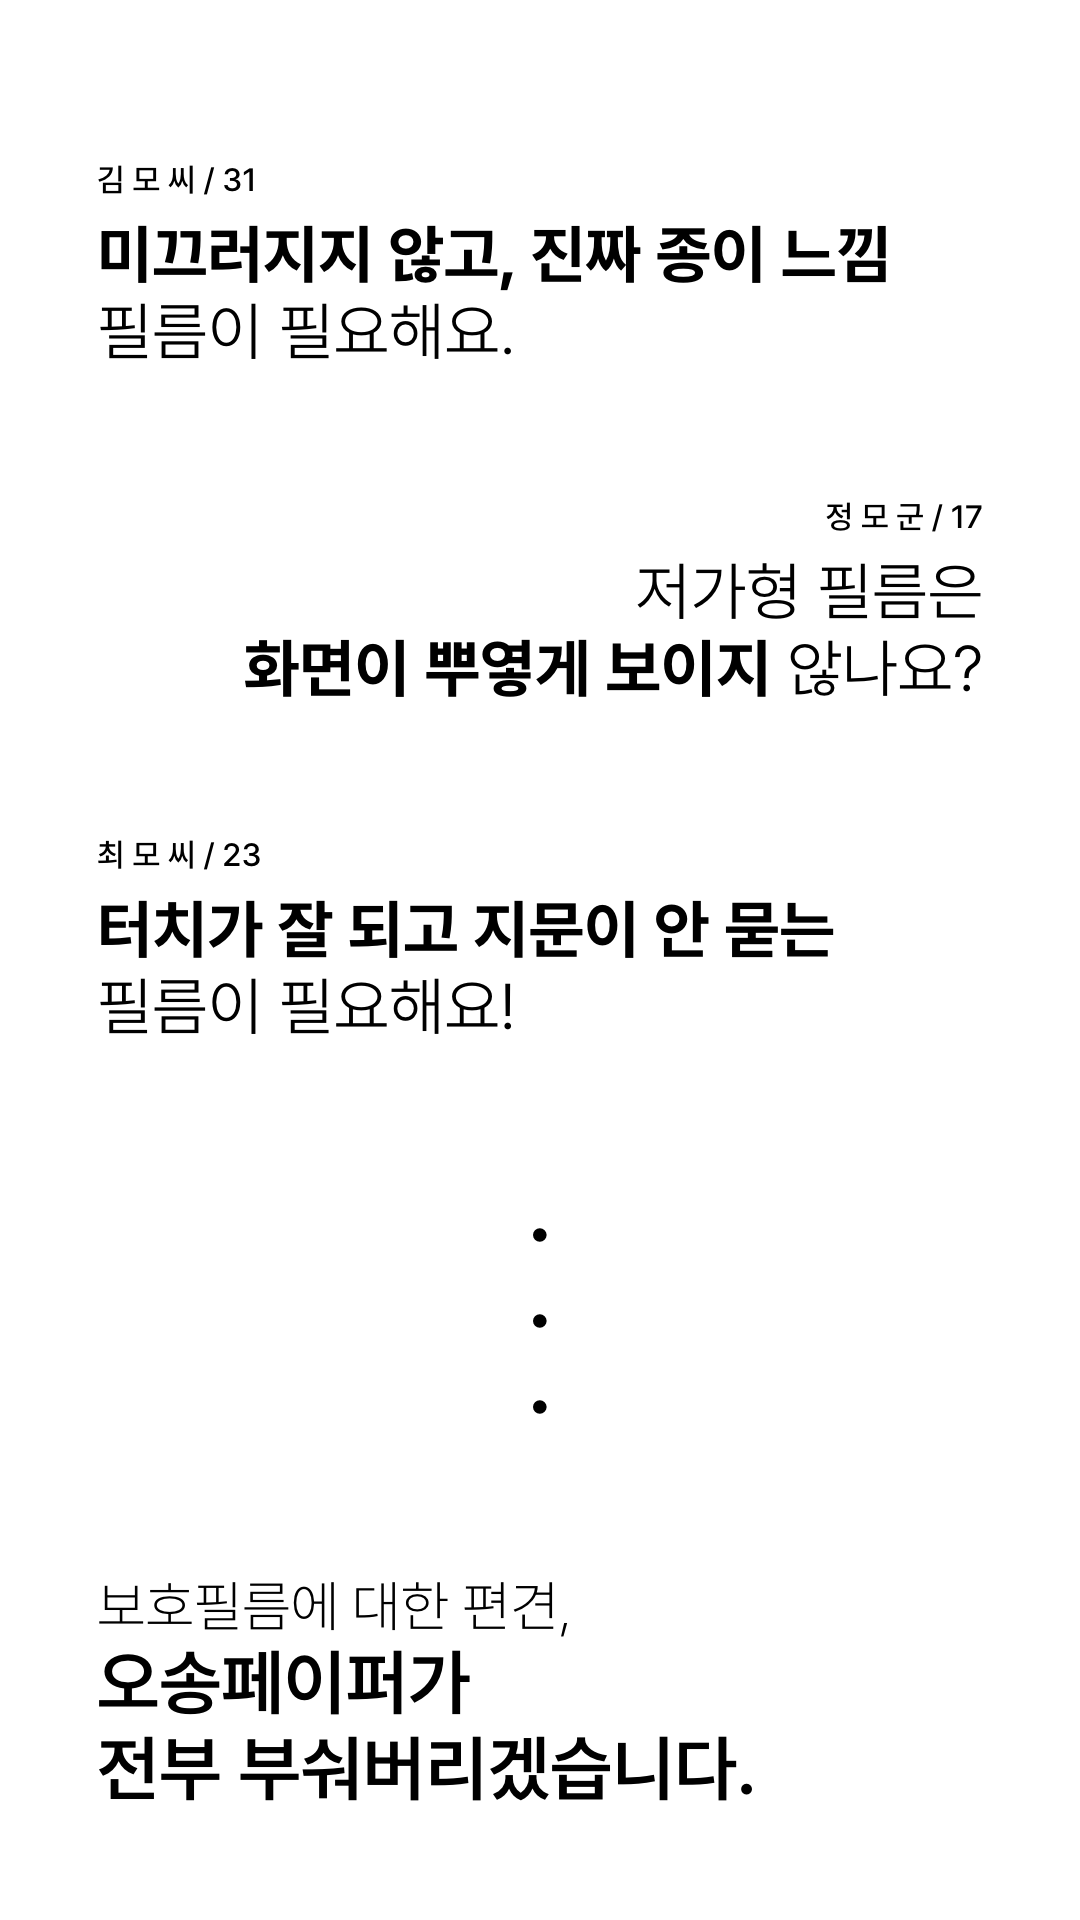 김 모 씨 / 31
미끄러지지 않고, 진짜 종이 느낌
필름이 필요해요.
정 모 군 / 17
저가형 필름은
화면이 뿌옇게 보이지 않나요?
최 모 씨 / 23
터치가 잘 되고 지문이 안 묻는
필름이 필요해요!
보호필름에 대한 편견,
오송페이퍼가
전부 부숴버리겠습니다.